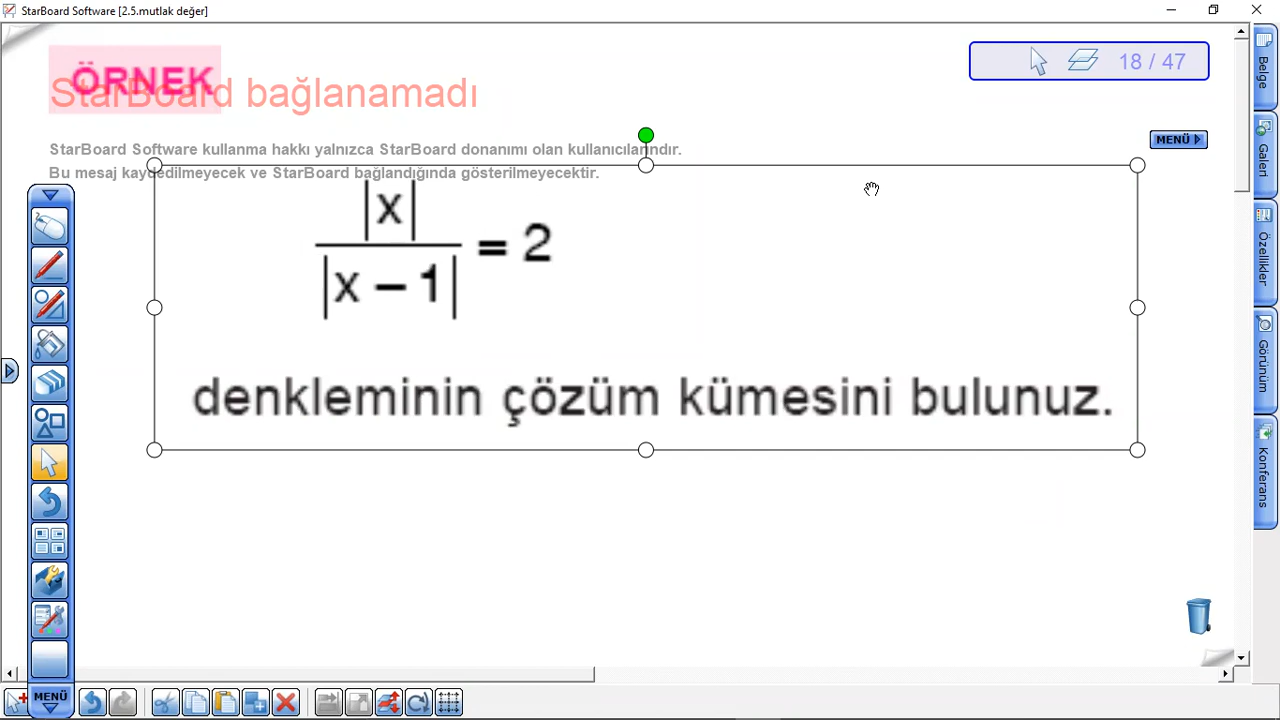 StarBoard Software [2.5.mutlak değer]
ÖRNEK
StarBoard bağlanamadı
18 / 47
StarBoard Software kullanma hakkı yalnızca StarBoard donanımı olan kullanıcılarındır.
Bu mesaj kaydedilmeyecek ve StarBoard bağlandığında gösterilmeyecektir.
MENÜ
|x|
|x − 1|
= 2
denkleminin çözüm kümesini bulunuz.
Belge
Galeri
Özellikler
Görünüm
Konferans
MENÜ